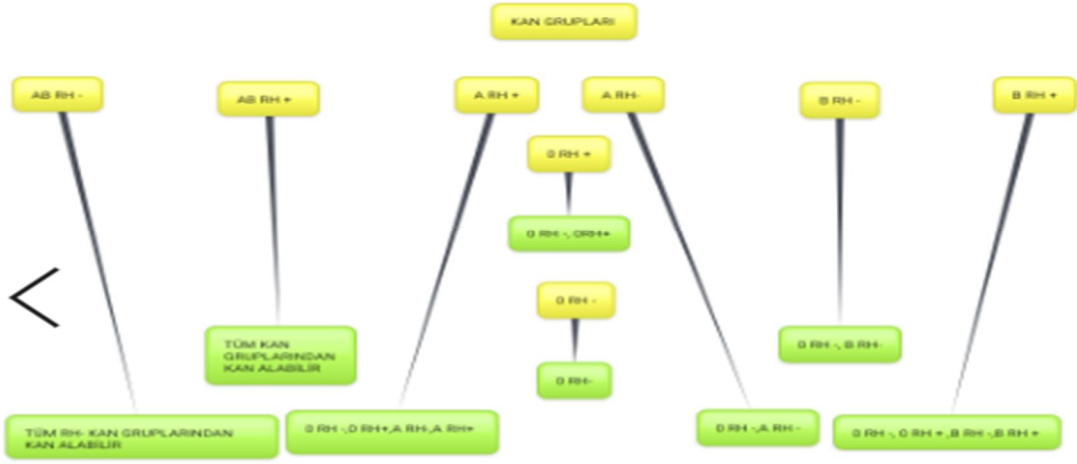 KAN GRUPLARI
AB RH -
AB RH +
A RH +
A RH-
B RH -
B RH +
0 RH +
0 RH -, 0RH+
0 RH -
0 RH-
TÜM KAN
GRUPLARINDAN
KAN ALABİLİR
0 RH -, B RH-
TÜM RH- KAN GRUPLARINDAN
KAN ALABİLİR
0 RH -,0 RH+,A RH-,A RH+
0 RH -,A RH -
0 RH -, 0 RH +,B RH -,B RH +